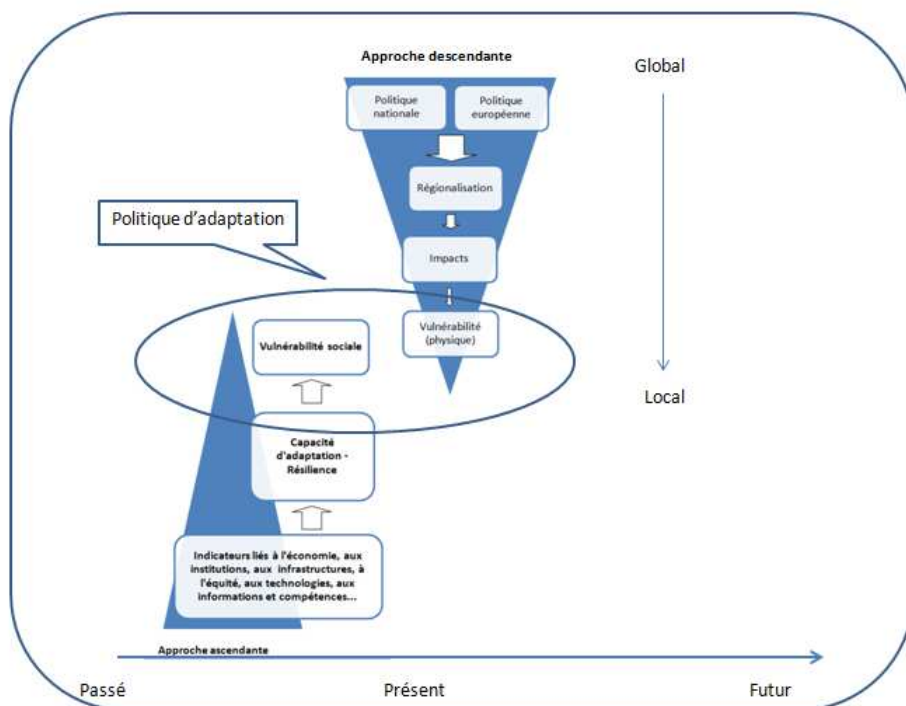 Approche descendante
Global
Politique
nationale
Politique
européenne
Régionalisation
Politique d'adaptation
Impacts
Vulnérabilité
(physique)
Vulnérabilité sociale
Local
Capacité
d'adaptation -
Résilience
Indicateurs liés à l'économie, aux
institutions, aux infrastructures, à
l'équité, aux technologies, aux
informations et compétences...
Approche ascendante
Passé
Présent
Futur